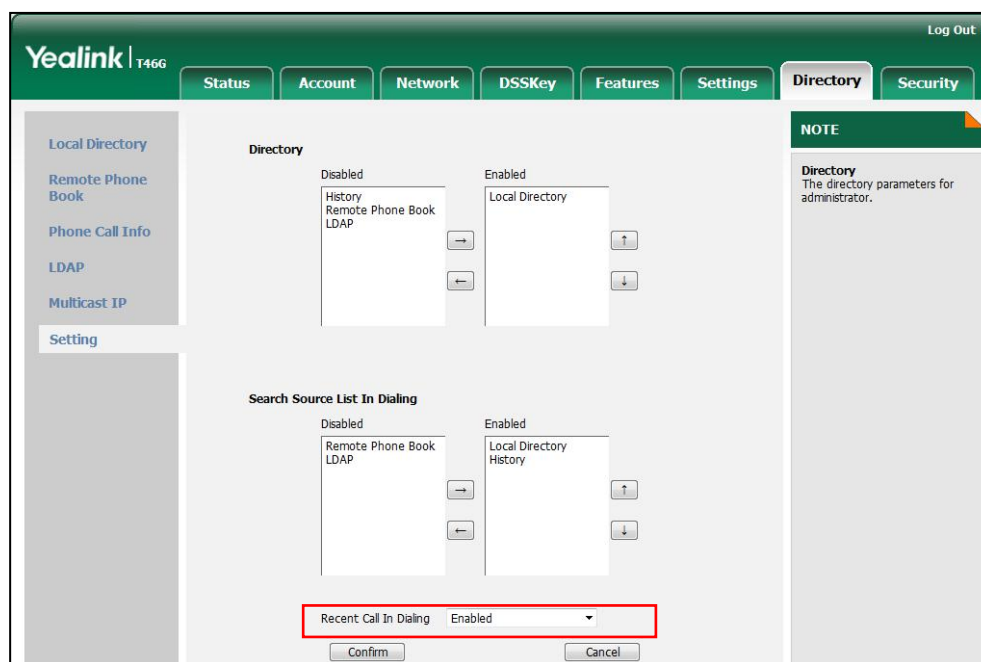 Log Out
Yealink T46G
Status Account Network DSSKey Features Settings Directory Security
Local Directory
Remote Phone
Book
Phone Call Info
LDAP
Multicast IP
Setting
Directory
Disabled Enabled
History Local Directory
Remote Phone Book
LDAP
→ ↑
← ↓
Search Source List In Dialing
Disabled Enabled
Remote Phone Book Local Directory
LDAP History
→ ↑
← ↓
Recent Call In Dialing Enabled
Confirm Cancel
NOTE
Directory
The directory parameters for
administrator.